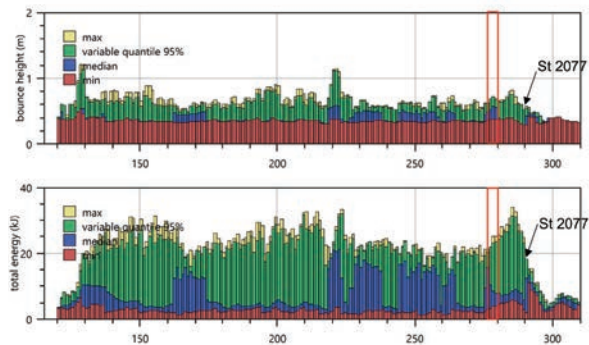 2
1
0
bounce height (m)
max
variable quantile 95%
median
min
St 2077
150
200
250
300
40
20
0
total energy (kJ)
max
variable quantile 95%
median
min
St 2077
150
200
250
300